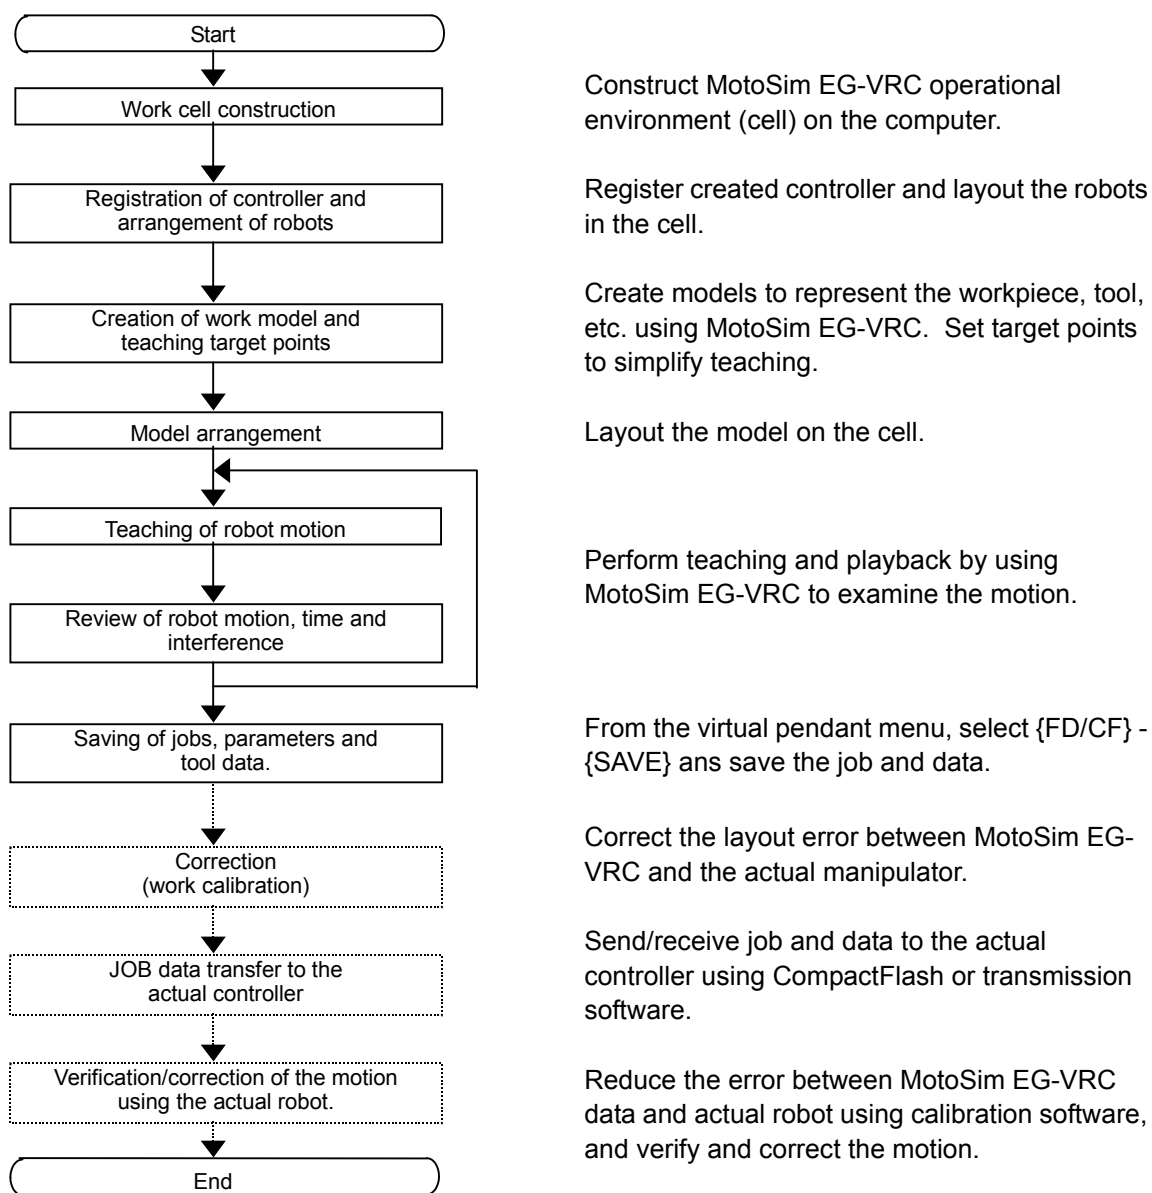 Start
Work cell construction
Construct MotoSim EG-VRC operational
environment (cell) on the computer.
Registration of controller and
arrangement of robots
Register created controller and layout the robots
in the cell.
Creation of work model and
teaching target points
Create models to represent the workpiece, tool,
etc. using MotoSim EG-VRC.  Set target points
to simplify teaching.
Model arrangement
Layout the model on the cell.
Teaching of robot motion
Review of robot motion, time and
interference
Perform teaching and playback by using
MotoSim EG-VRC to examine the motion.
Saving of jobs, parameters and
tool data.
From the virtual pendant menu, select {FD/CF} -
{SAVE} ans save the job and data.
Correction
(work calibration)
Correct the layout error between MotoSim EG-
VRC and the actual manipulator.
JOB data transfer to the
actual controller
Send/receive job and data to the actual
controller using CompactFlash or transmission
software.
Verification/correction of the motion
using the actual robot.
Reduce the error between MotoSim EG-VRC
data and actual robot using calibration software,
and verify and correct the motion.
End